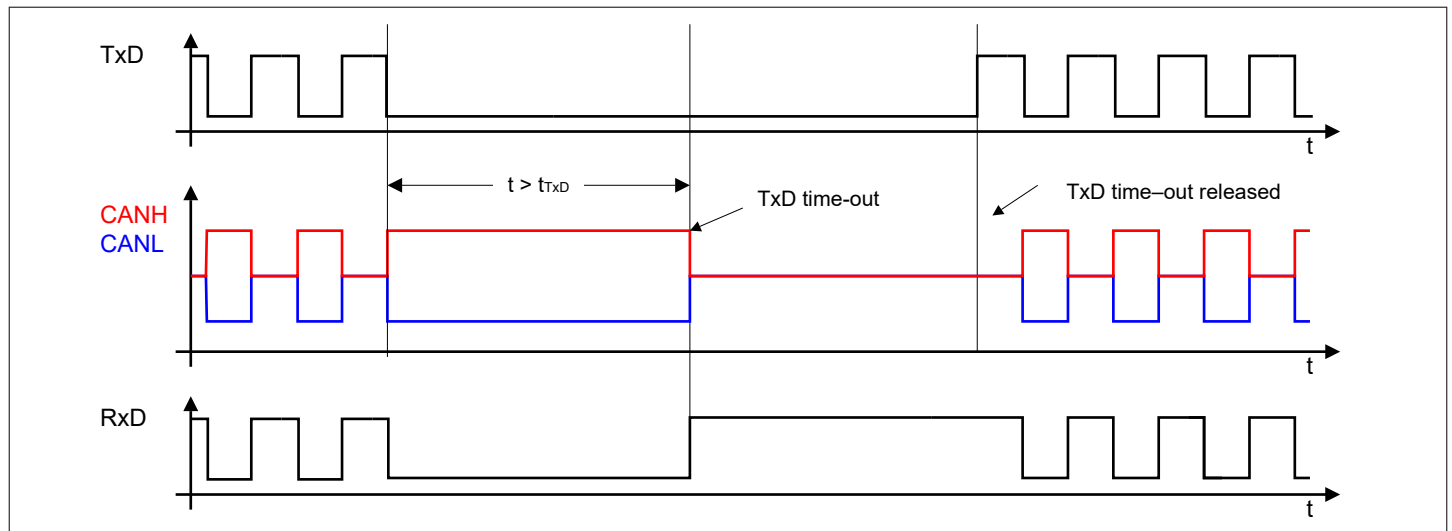 TxD
t
t > tTxD
TxD time-out
TxD time–out released
CANH
CANL
t
RxD
t